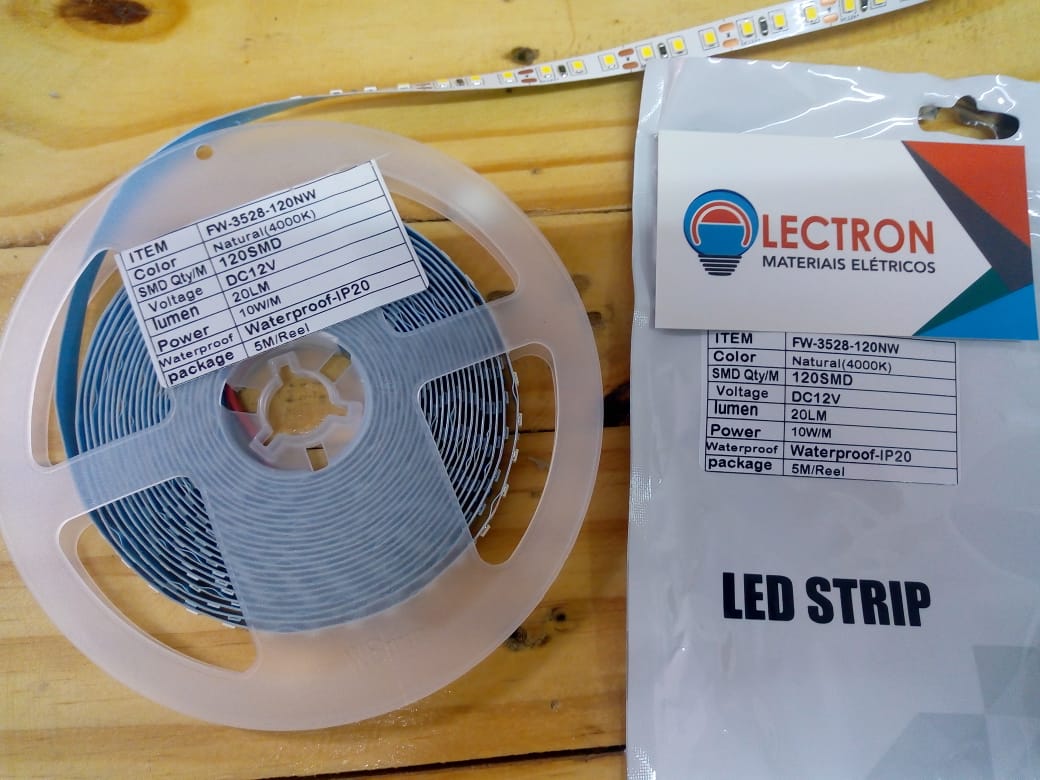 ITEM FW-3528-120NW
Color Natural(4000K)
SMD Qty/M 120SMD
Voltage DC12V
lumen 20LM
Power 10W/M
Waterproof Waterproof-IP20
package 5M/Reel
LECTRON
MATERIAIS ELÉTRICOS
ITEM FW-3528-120NW
Color Natural(4000K)
SMD Qty/M 120SMD
Voltage DC12V
lumen 20LM
Power 10W/M
Waterproof Waterproof-IP20
package 5M/Reel
LED STRIP